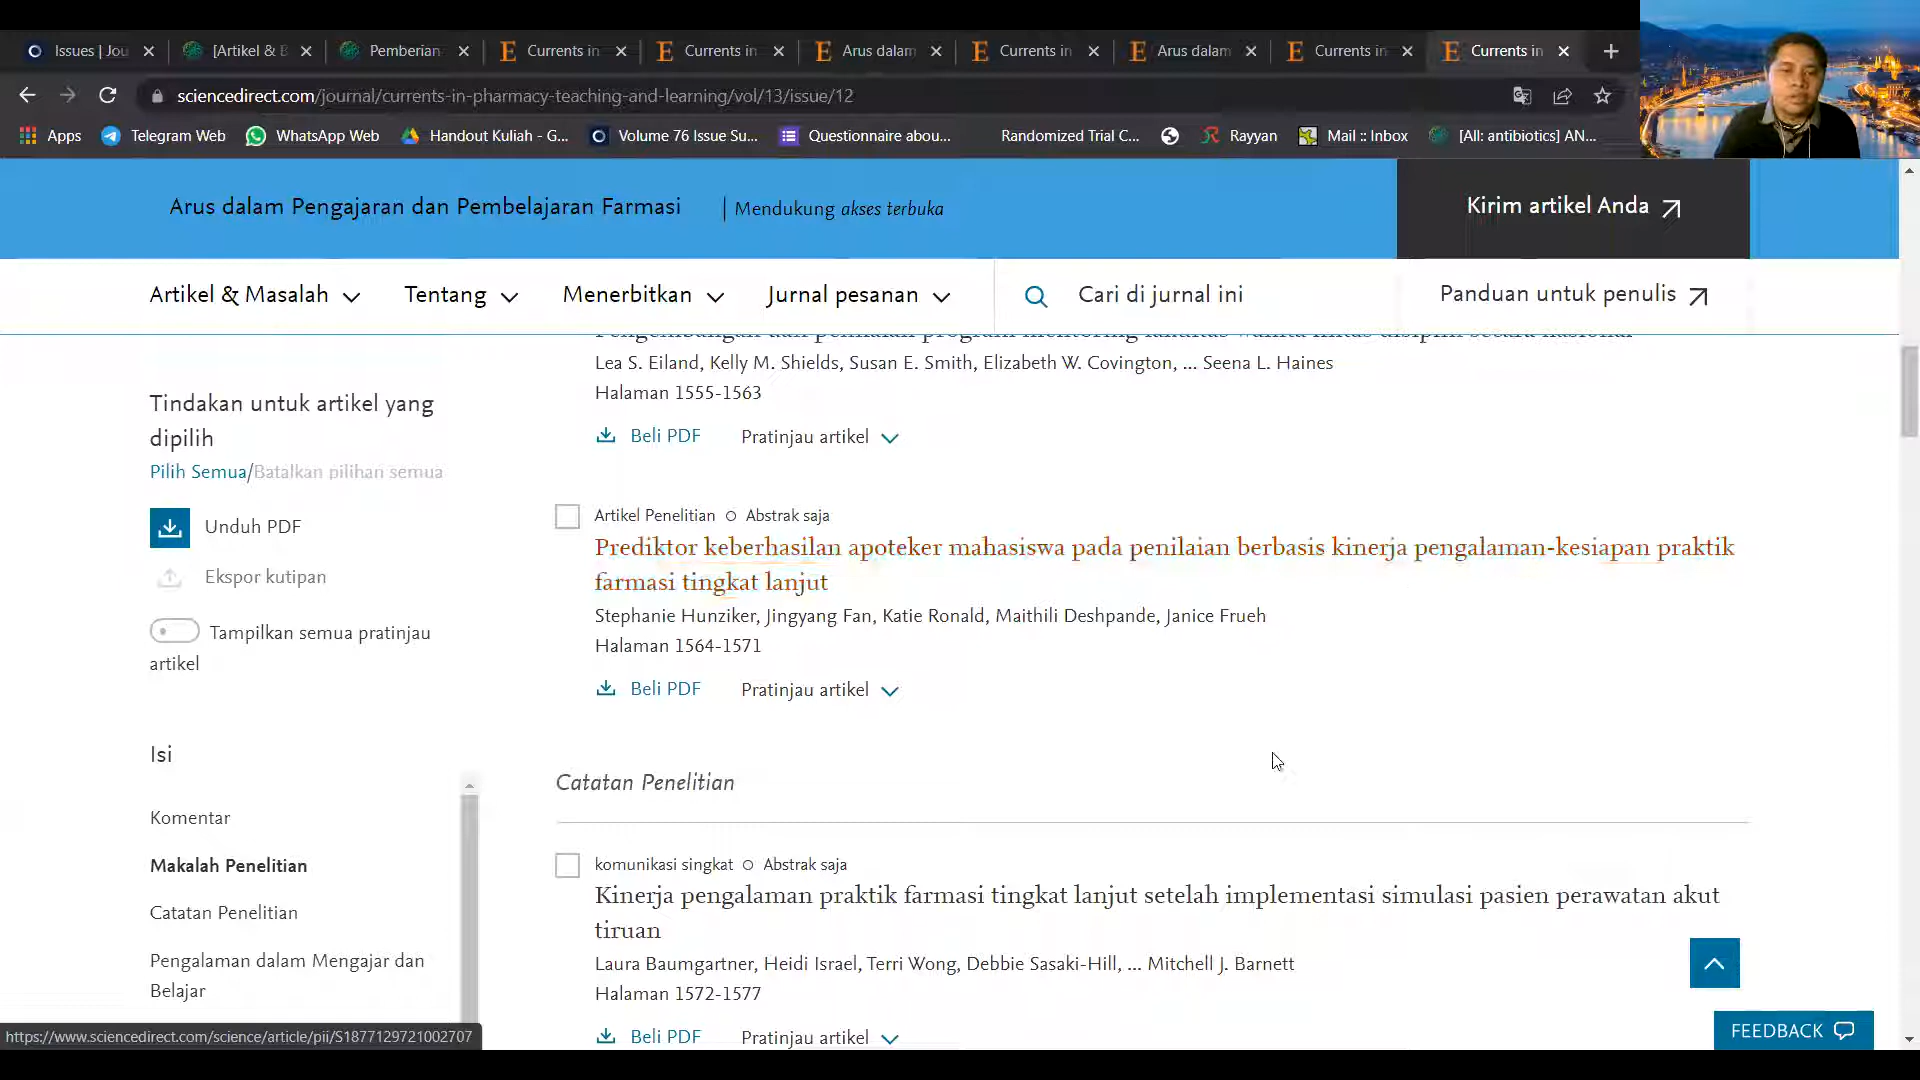 Issues | Jou
[Artikel & B
Pemberian
Currents in
Currents in
Arus dalam
Currents in
Arus dalam
Currents in
Currents in
sciencedirect.com/journal/currents-in-pharmacy-teaching-and-learning/vol/13/issue/12
Apps
Telegram Web
WhatsApp Web
Handout Kuliah - G...
Volume 76 Issue Su...
Questionnaire abou...
Randomized Trial C...
Rayyan
Mail :: Inbox
[All: antibiotics] AN...
Arus dalam Pengajaran dan Pembelajaran Farmasi
Mendukung akses terbuka
Kirim artikel Anda
Artikel & Masalah
Tentang
Menerbitkan
Jurnal pesanan
Cari di jurnal ini
Panduan untuk penulis
Lea S. Eiland, Kelly M. Shields, Susan E. Smith, Elizabeth W. Covington, ... Seena L. Haines
Halaman 1555-1563
Beli PDF
Pratinjau artikel
Tindakan untuk artikel yang
dipilih
Pilih Semua/Batalkan pilihan semua
Unduh PDF
Ekspor kutipan
Tampilkan semua pratinjau
artikel
Artikel Penelitian
Abstrak saja
Prediktor keberhasilan apoteker mahasiswa pada penilaian berbasis kinerja pengalaman-kesiapan praktik
farmasi tingkat lanjut
Stephanie Hunziker, Jingyang Fan, Katie Ronald, Maithili Deshpande, Janice Frueh
Halaman 1564-1571
Beli PDF
Pratinjau artikel
Isi
Komentar
Makalah Penelitian
Catatan Penelitian
Pengalaman dalam Mengajar dan
Belajar
Catatan Penelitian
komunikasi singkat
Abstrak saja
Kinerja pengalaman praktik farmasi tingkat lanjut setelah implementasi simulasi pasien perawatan akut
tiruan
Laura Baumgartner, Heidi Israel, Terri Wong, Debbie Sasaki-Hill, ... Mitchell J. Barnett
Halaman 1572-1577
Beli PDF
Pratinjau artikel
FEEDBACK
https://www.sciencedirect.com/science/article/pii/S1877129721002707